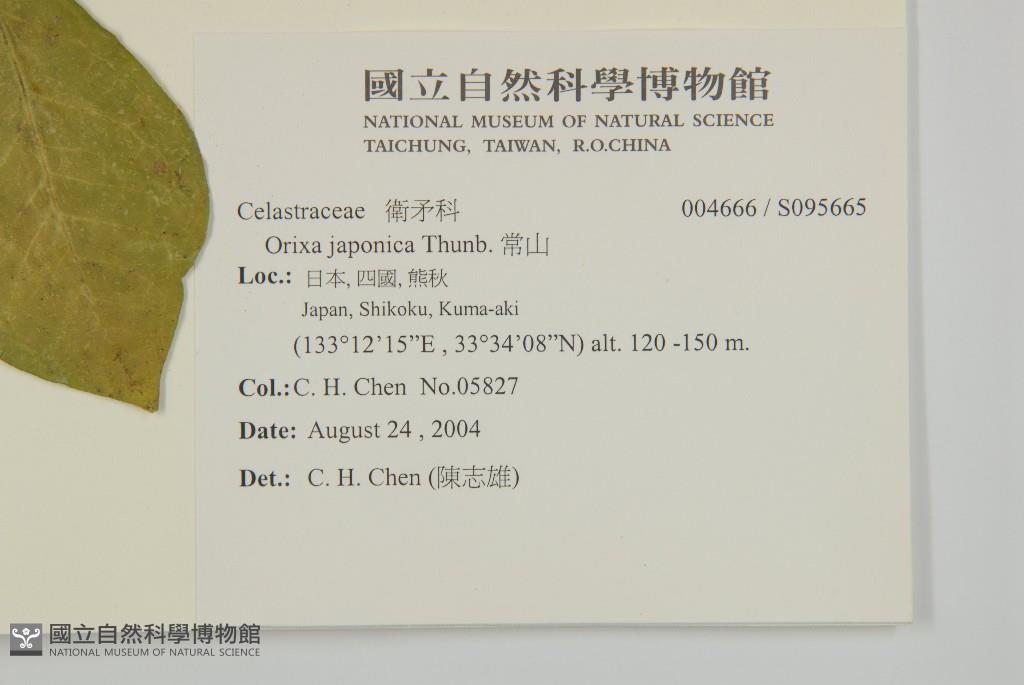 國立自然科學博物館
NATIONAL MUSEUM OF NATURAL SCIENCE
TAICHUNG, TAIWAN, R.O.CHINA
Celastraceae 衛矛科 004666 / S095665
Orixa japonica Thunb. 常山
Loc.: 日本, 四國, 熊秋
Japan, Shikoku, Kuma-aki
(133°12’15”E , 33°34’08”N) alt. 120 -150 m.
Col.: C. H. Chen No.05827
Date: August 24 , 2004
Det.: C. H. Chen (陳志雄)
國立自然科學博物館
NATIONAL MUSEUM OF NATURAL SCIENCE